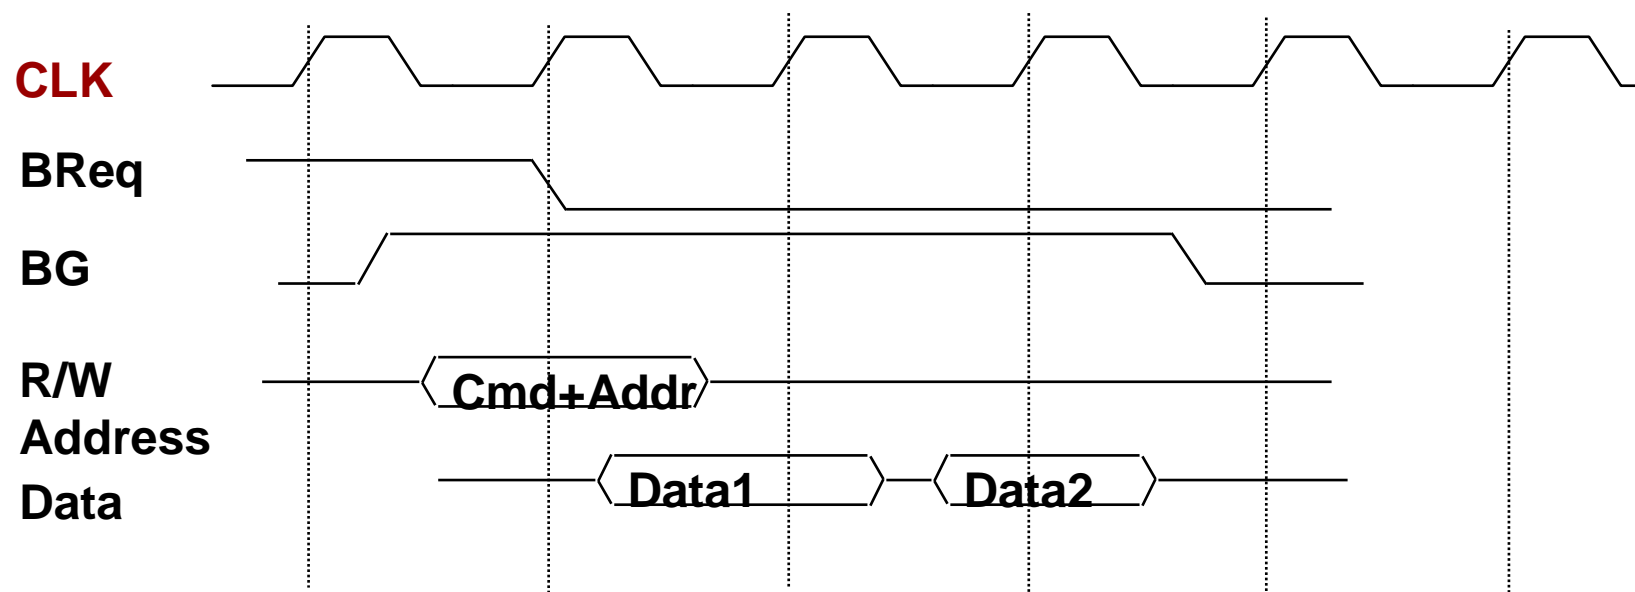 CLK
BReq
BG
R/W
Cmd+Addr
Address
Data
Data1
Data2